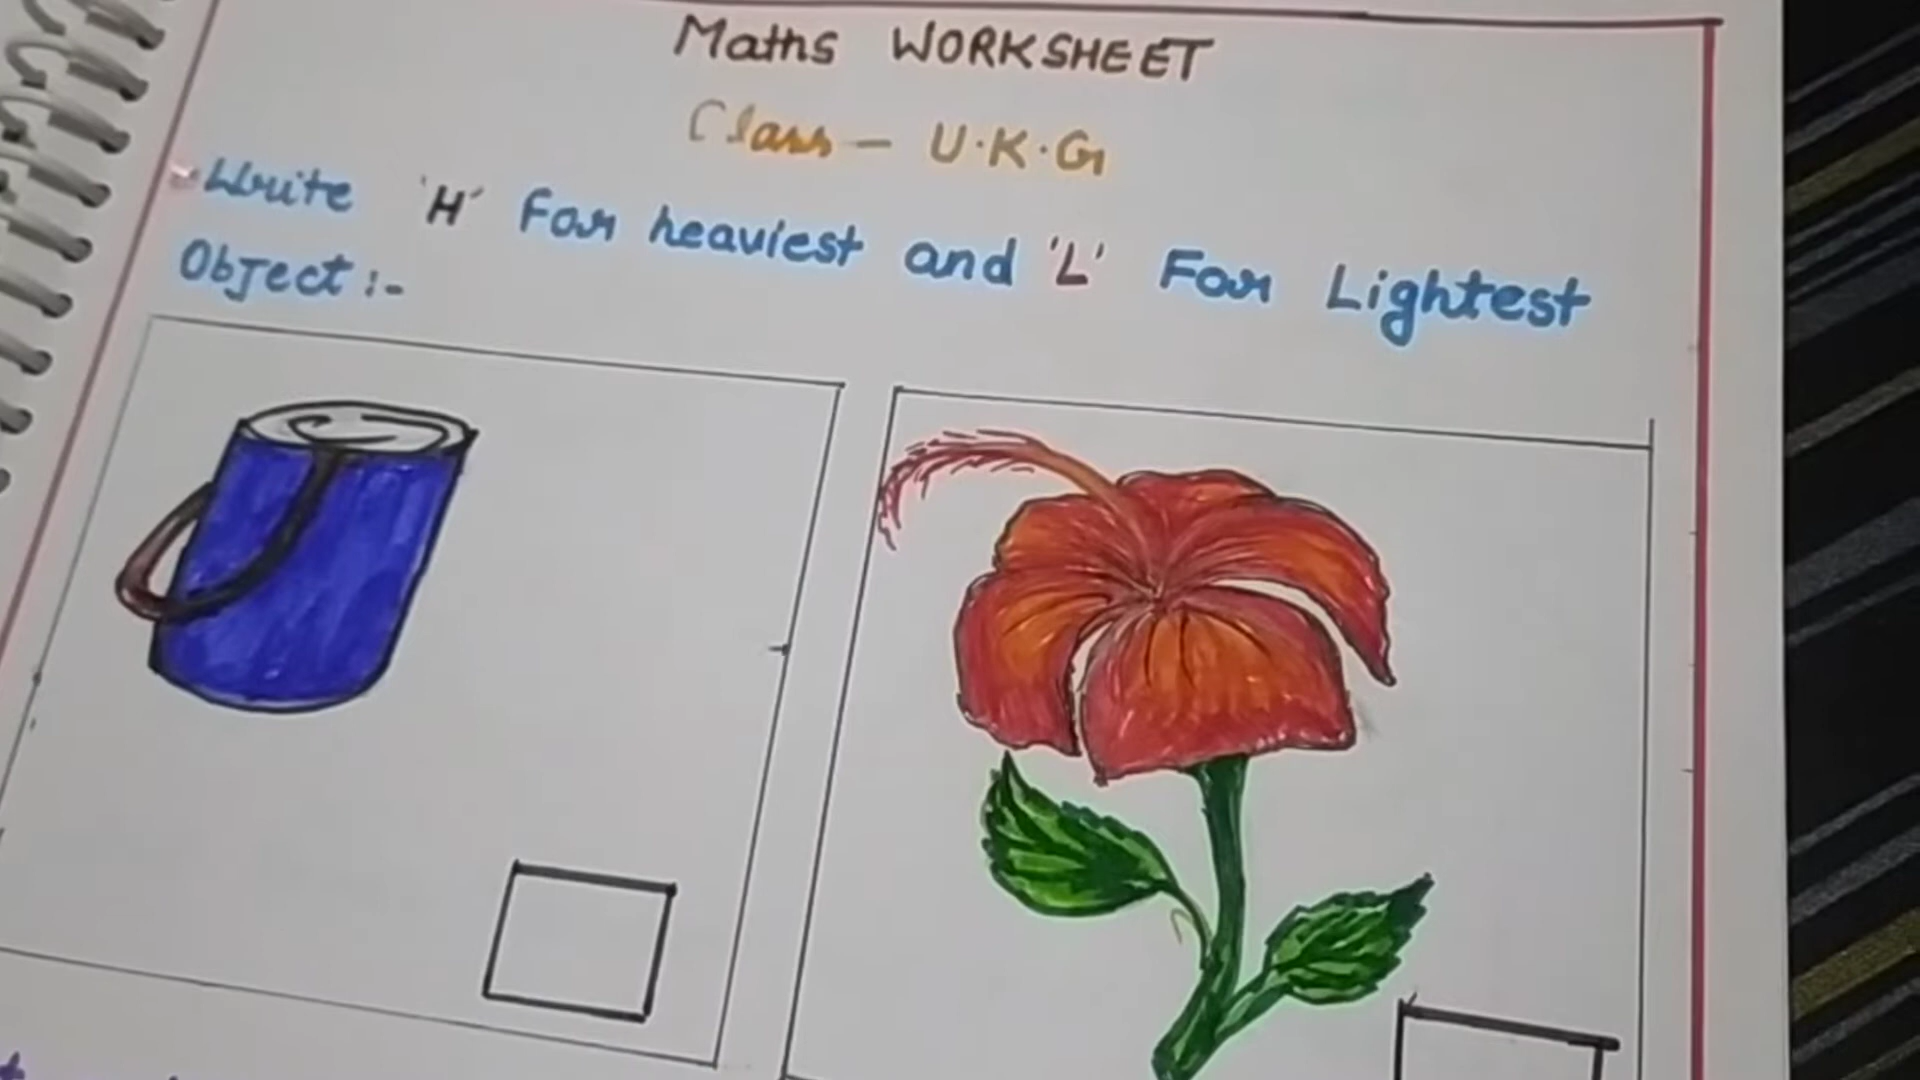 Maths WORKSHEET
Class - U.K.G
Write 'H' For heaviest and 'L' For Lightest
Object :-